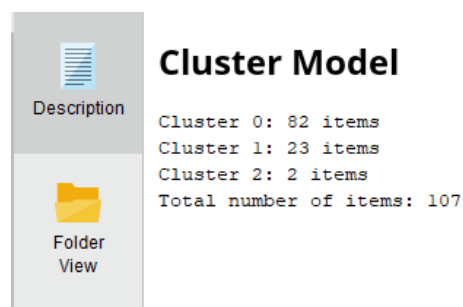 Description
Folder
View
Cluster Model
Cluster 0: 82 items
Cluster 1: 23 items
Cluster 2: 2 items
Total number of items: 107